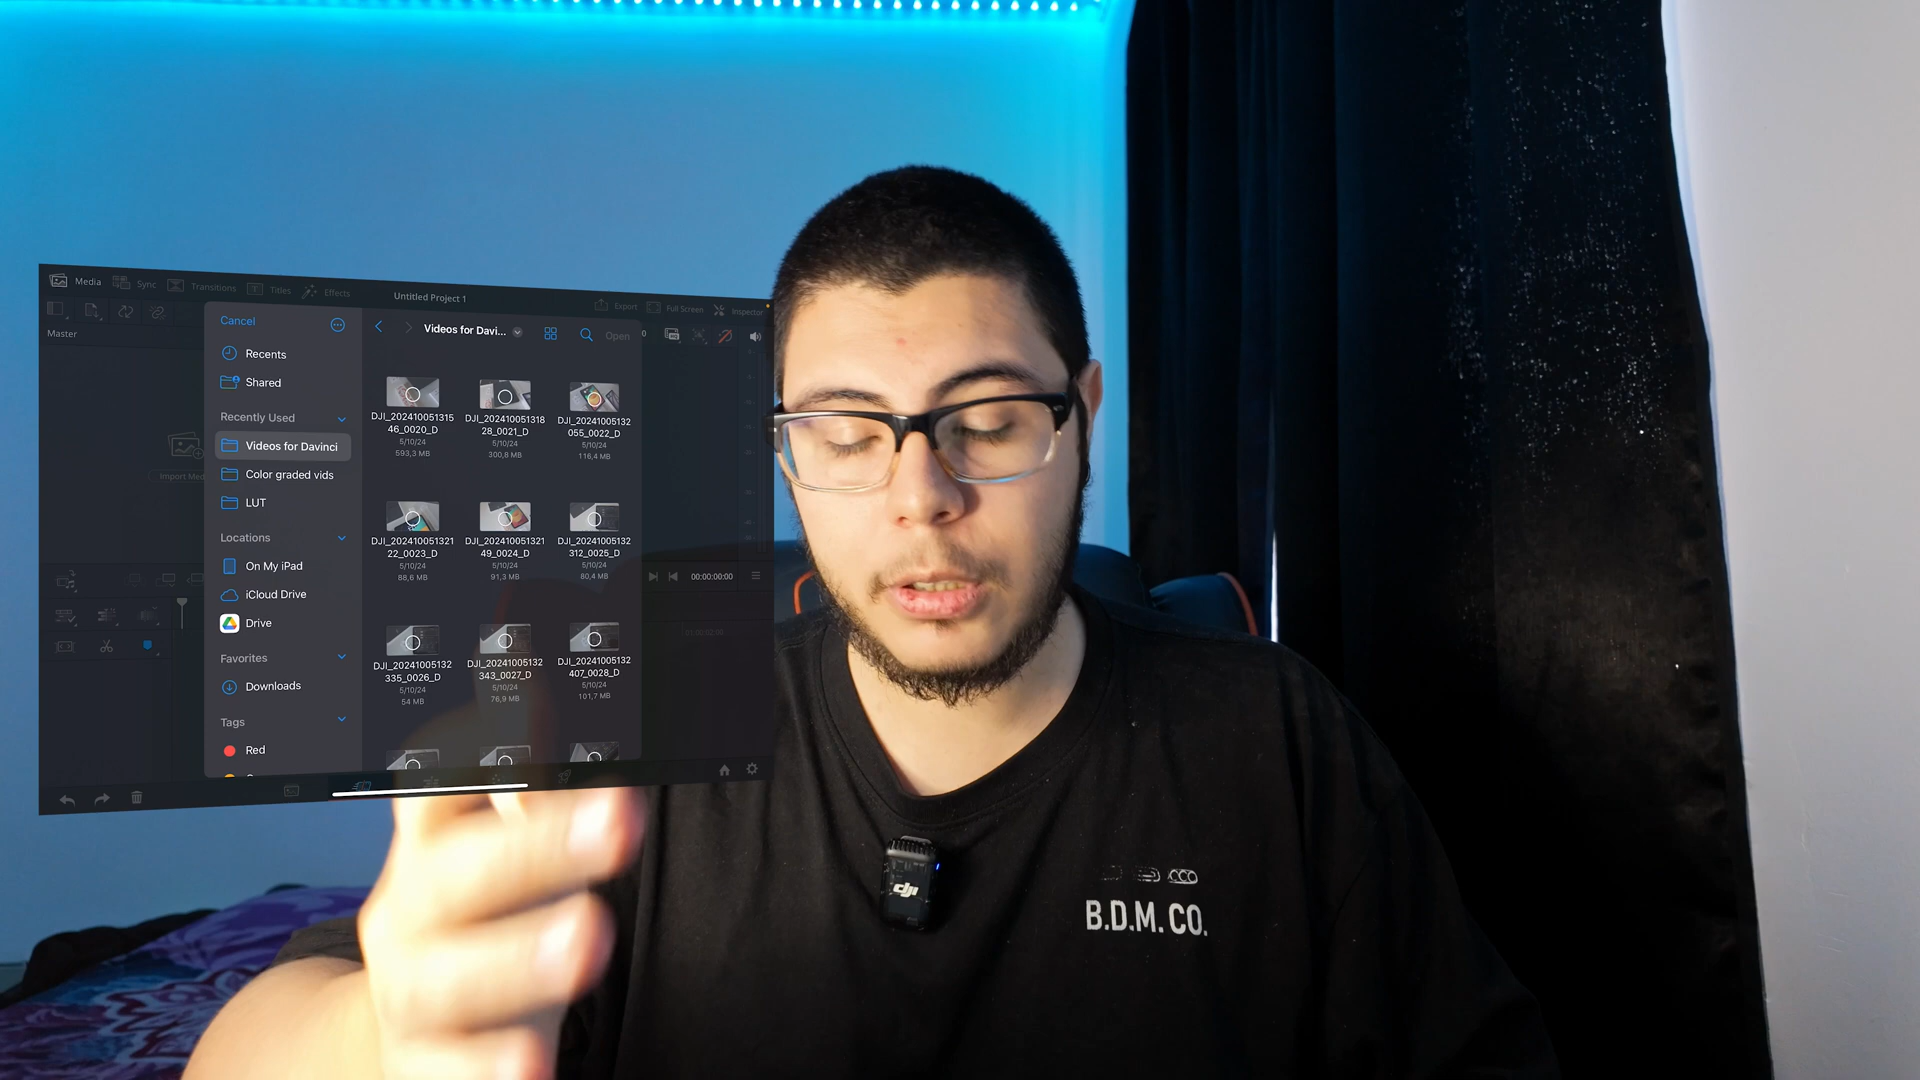 Media Sync Transitions Titles Effects Untitled Project 1 Export Full Screen Inspector
Master
Cancel
Recents
Shared
Recently Used
Videos for Davinci
Color graded vids
LUT
Locations
On My iPad
iCloud Drive
Drive
Favorites
Downloads
Tags
Red
Videos for Davi... Open
DJI_202410051315
46_0020_D
5/10/24
593,3 MB
DJI_202410051318
28_0021_D
5/10/24
300,8 MB
DJI_20241005132
055_0022_D
5/10/24
116,4 MB
DJI_202410051321
22_0023_D
5/10/24
88,6 MB
DJI_202410051321
49_0024_D
5/10/24
91,3 MB
DJI_20241005132
312_0025_D
5/10/24
80,4 MB
DJI_20241005132
335_0026_D
5/10/24
54 MB
DJI_20241005132
343_0027_D
5/10/24
76,9 MB
DJI_20241005132
407_0028_D
5/10/24
101,7 MB
Import Med
00:00:00:00
dji
B.D.M. CO.